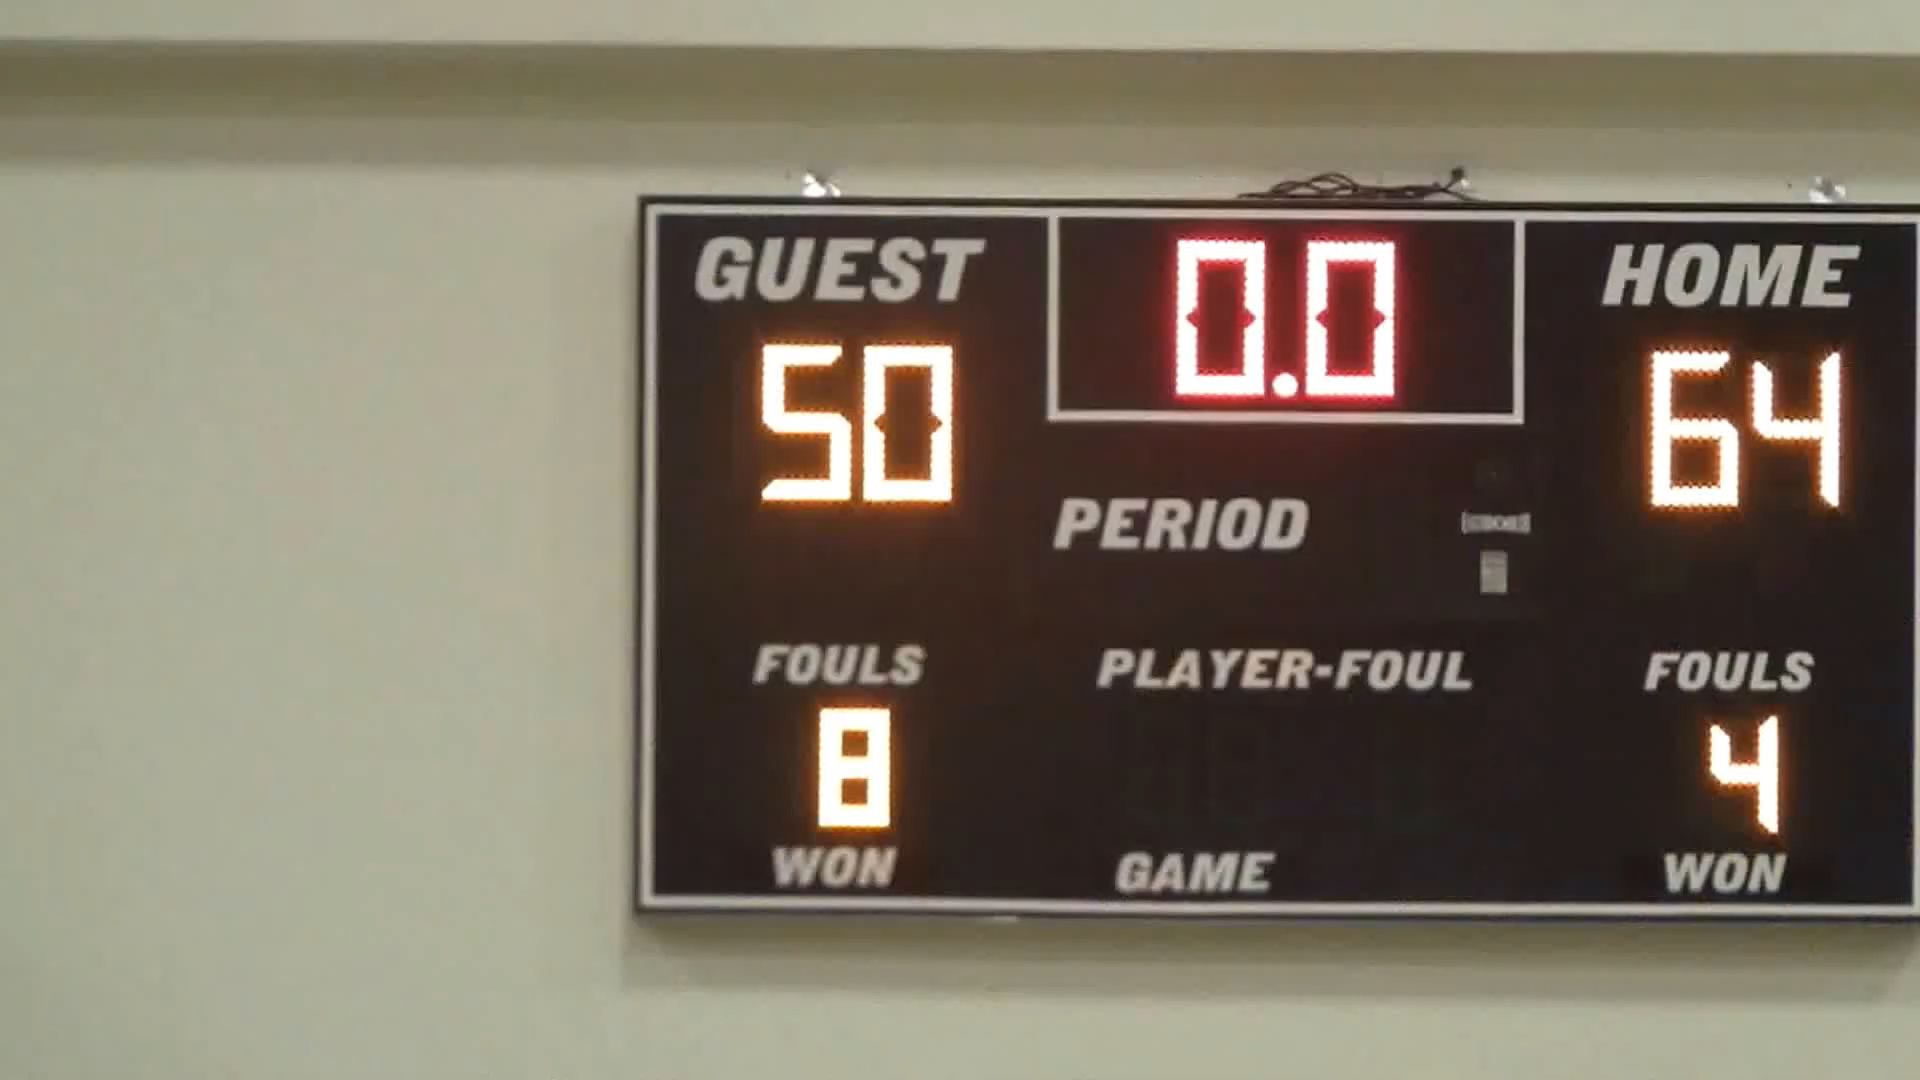 GUEST 0.0 HOME
50 64
PERIOD
FOULS PLAYER-FOUL FOULS
8 4
WON GAME WON